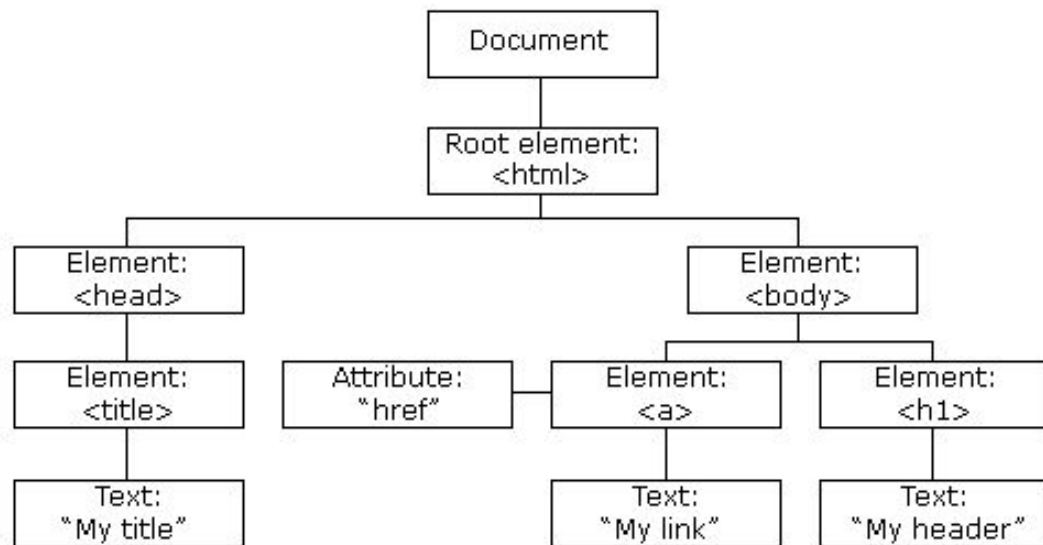 Document
Root element:
<html>
Element:
<head>
Element:
<body>
Element:
<title>
Attribute:
“href”
Element:
<a>
Element:
<h1>
Text:
“My title”
Text:
“My link”
Text:
“My header”